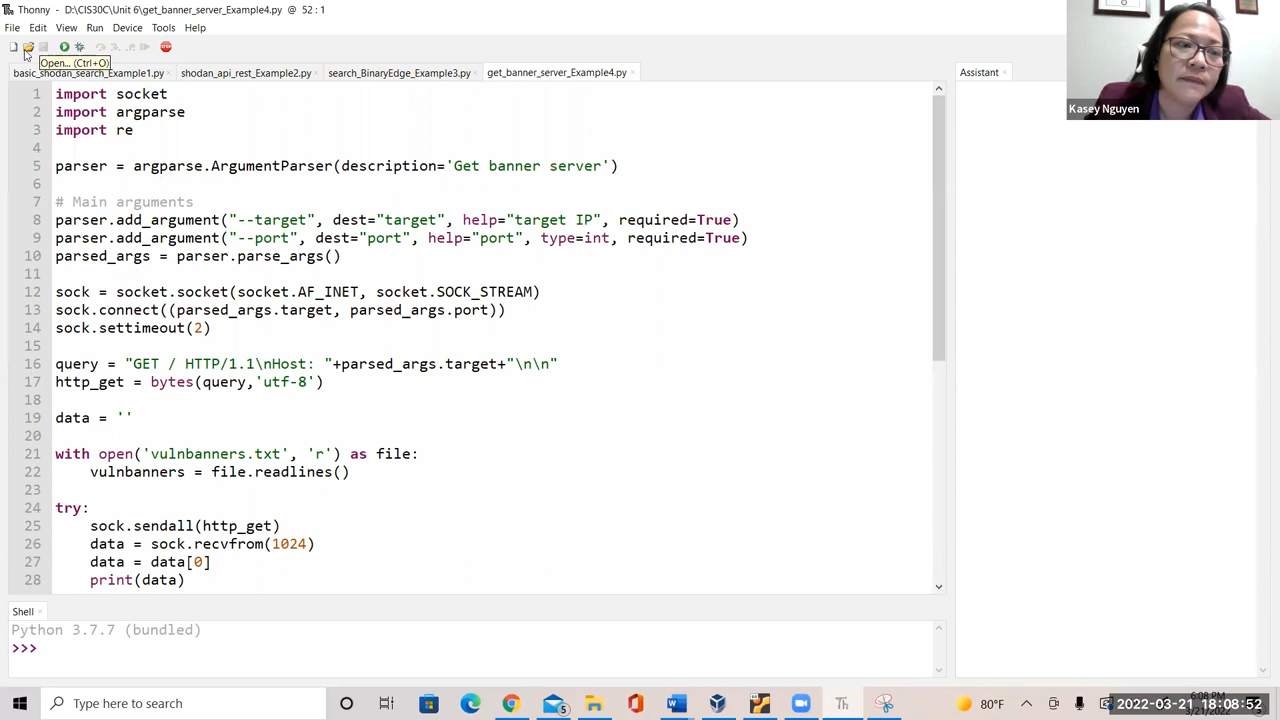 Thonny - D:\CIS30C\Unit 6\get_banner_server_Example4.py @ 52 : 1
File Edit View Run Device Tools Help
Open... (Ctrl+O)
basic_shodan_search_Example1.py × shodan_api_rest_Example2.py × search_BinaryEdge_Example3.py × get_banner_server_Example4.py × Assistant ×
Kasey Nguyen
1 import socket
2 import argparse
3 import re
4
5 parser = argparse.ArgumentParser(description='Get banner server')
6
7 # Main arguments
8 parser.add_argument("--target", dest="target", help="target IP", required=True)
9 parser.add_argument("--port", dest="port", help="port", type=int, required=True)
10 parsed_args = parser.parse_args()
11
12 sock = socket.socket(socket.AF_INET, socket.SOCK_STREAM)
13 sock.connect((parsed_args.target, parsed_args.port))
14 sock.settimeout(2)
15
16 query = "GET / HTTP/1.1\nHost: "+parsed_args.target+"\n\n"
17 http_get = bytes(query,'utf-8')
18
19 data = ''
20
21 with open('vulnbanners.txt', 'r') as file:
22     vulnbanners = file.readlines()
23
24 try:
25     sock.sendall(http_get)
26     data = sock.recvfrom(1024)
27     data = data[0]
28     print(data)
Shell ×
Python 3.7.7 (bundled)
>>>
Type here to search
5
Th
80°F
6:08 PM
2022-03-21 18:08:52